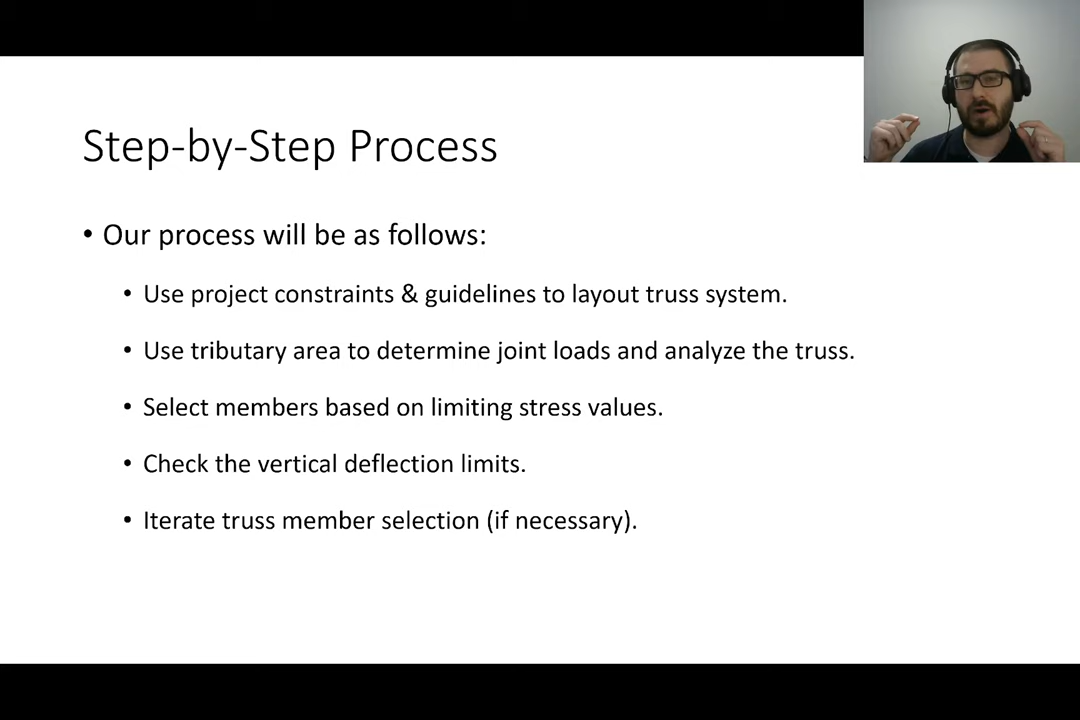 Step-by-Step Process
• Our process will be as follows:
• Use project constraints & guidelines to layout truss system.
• Use tributary area to determine joint loads and analyze the truss.
• Select members based on limiting stress values.
• Check the vertical deflection limits.
• Iterate truss member selection (if necessary).